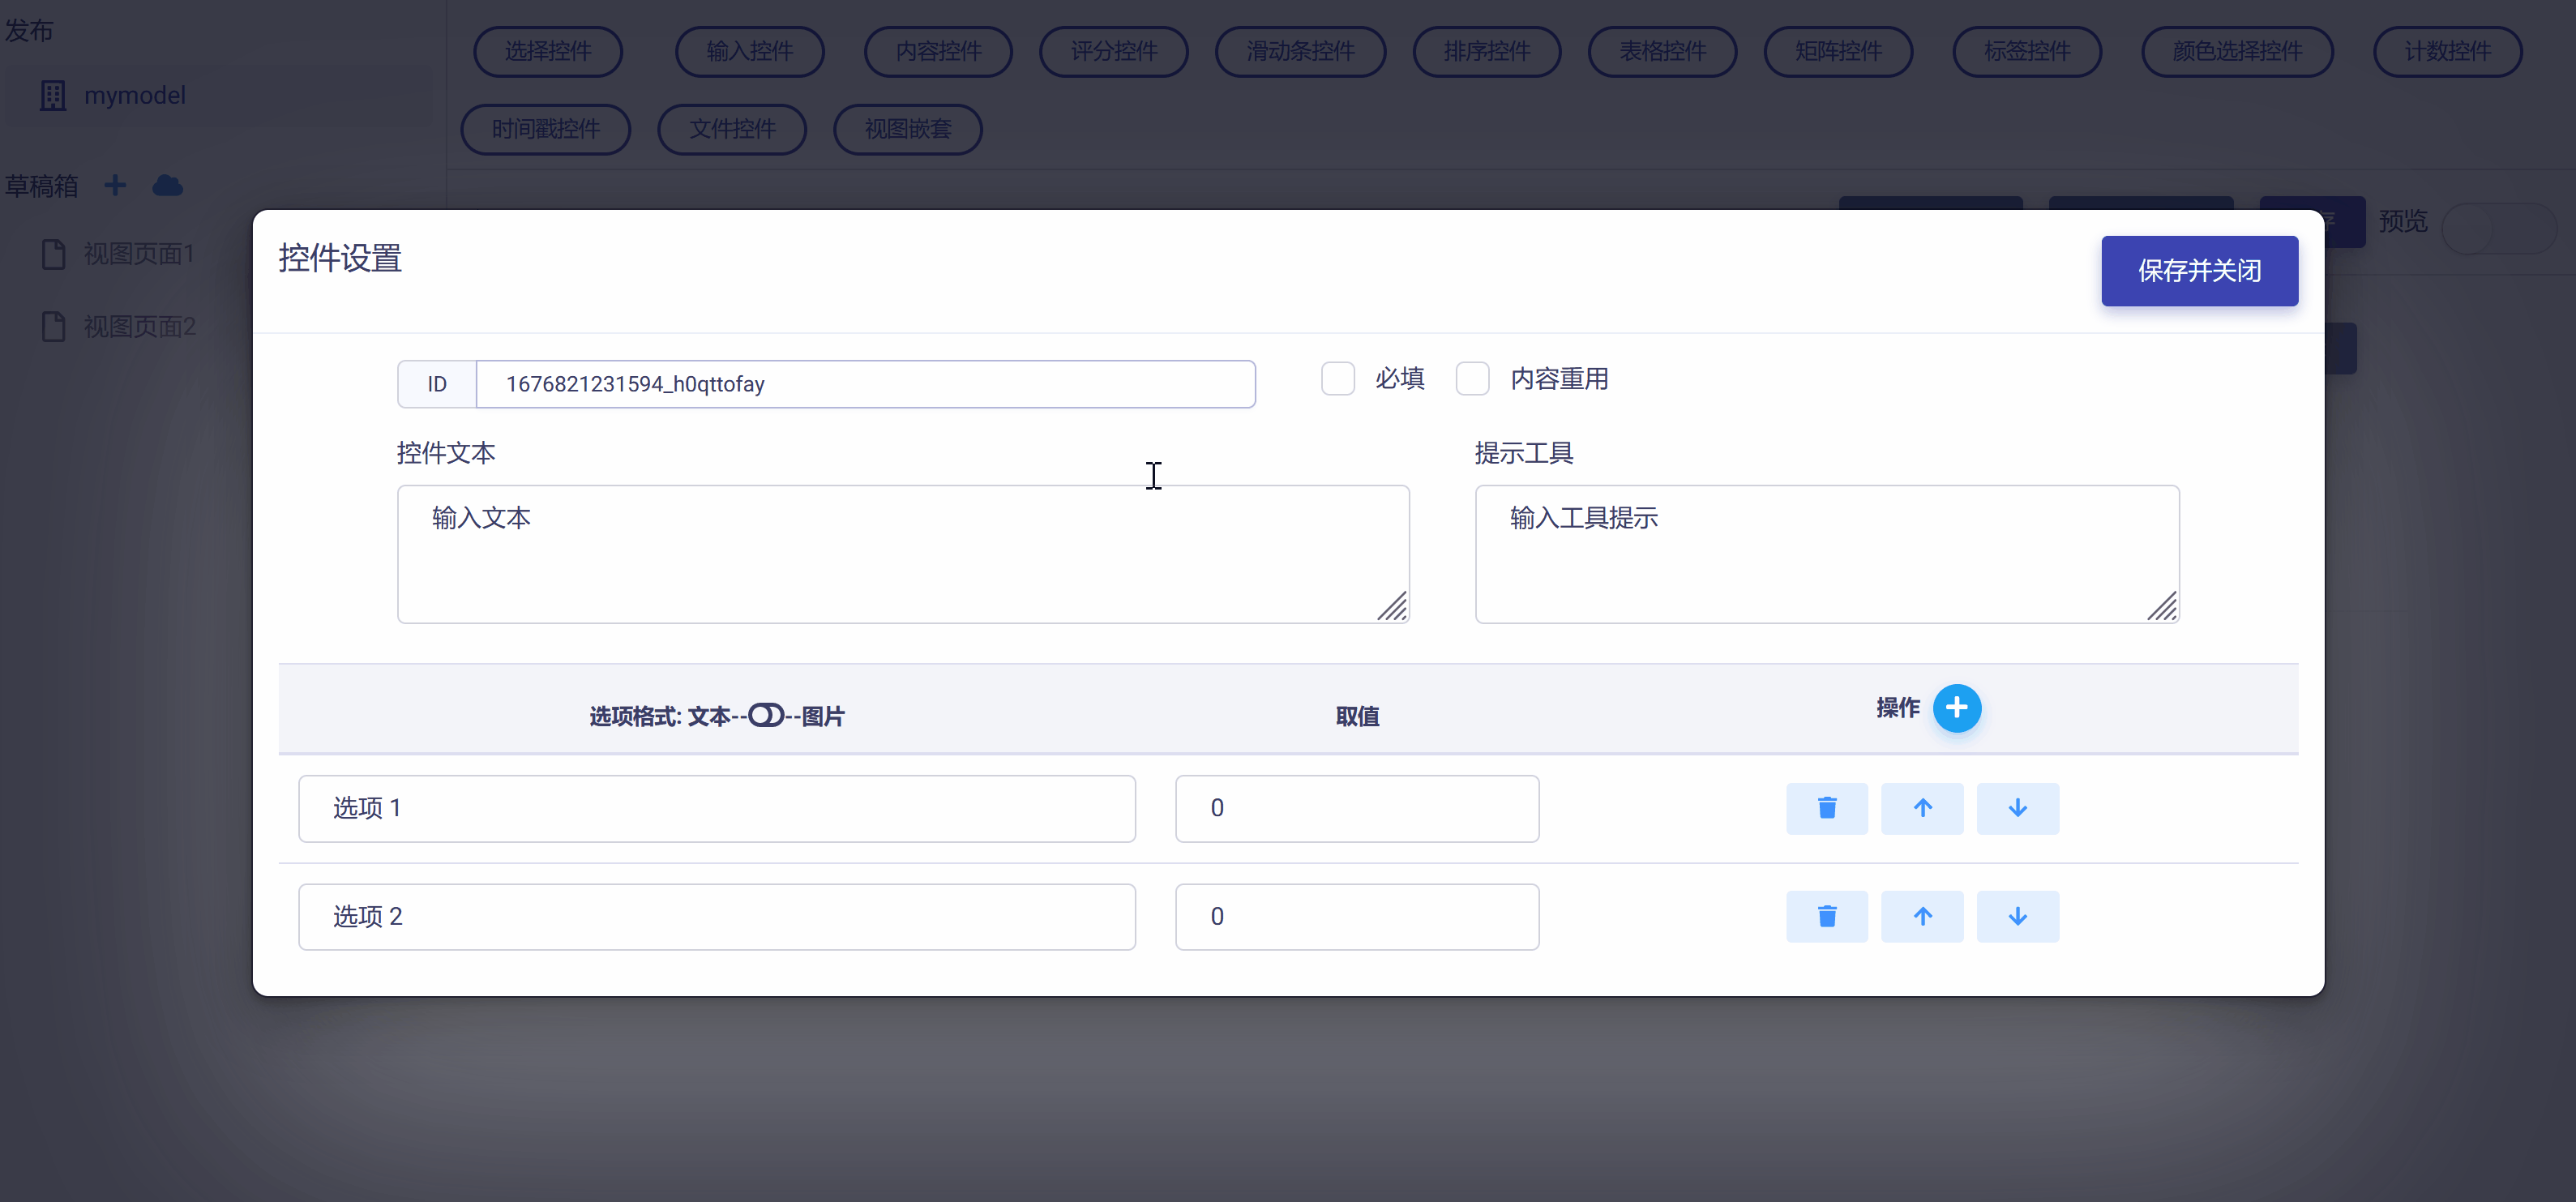 发布
mymodel
草稿箱
视图页面1
视图页面2
选择控件 输入控件 内容控件 评分控件 滑动条控件 排序控件 表格控件 矩阵控件 标签控件 颜色选择控件 计数控件
时间戳控件 文件控件 视图嵌套
存 预览
控件设置
保存并关闭
ID 1676821231594_h0qttofay 必填 内容重用
控件文本 提示工具
输入文本 输入工具提示
选项格式: 文本----图片 取值 操作
选项 1 0
选项 2 0